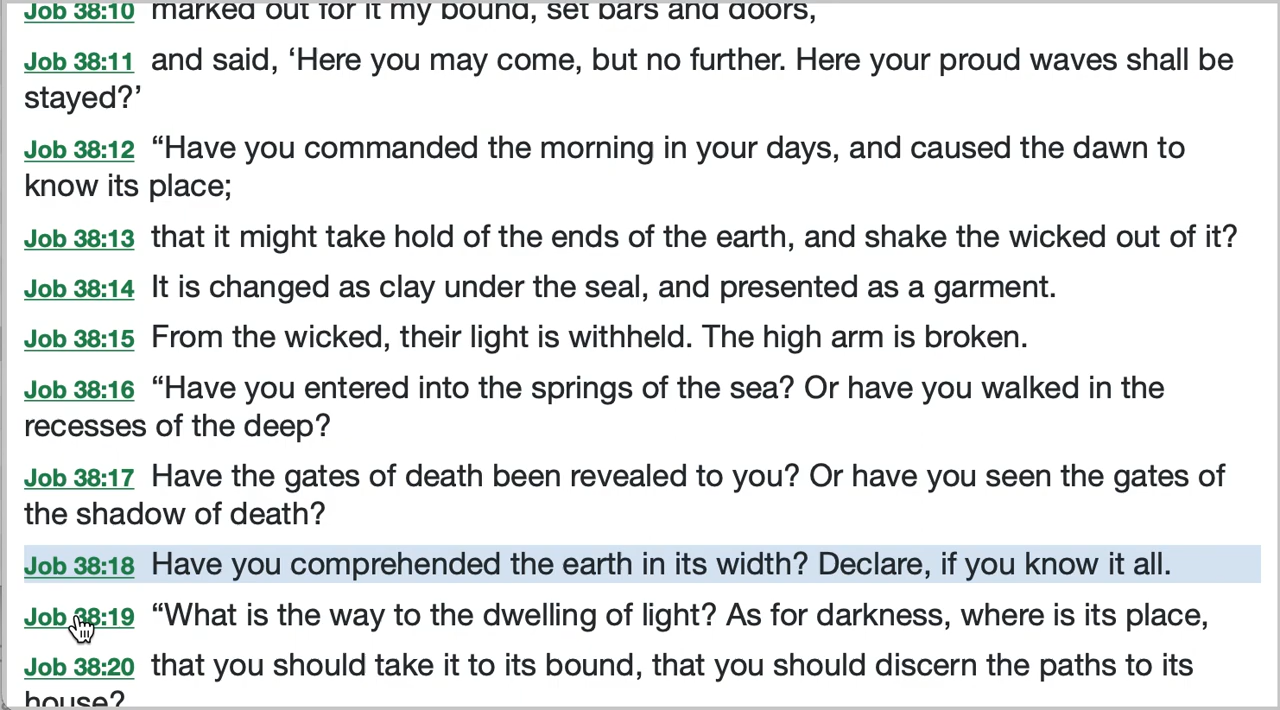 Job 38:10 marked out for it my bound, set bars and doors,
Job 38:11 and said, ‘Here you may come, but no further. Here your proud waves shall be
stayed?’
Job 38:12 “Have you commanded the morning in your days, and caused the dawn to
know its place;
Job 38:13 that it might take hold of the ends of the earth, and shake the wicked out of it?
Job 38:14 It is changed as clay under the seal, and presented as a garment.
Job 38:15 From the wicked, their light is withheld. The high arm is broken.
Job 38:16 “Have you entered into the springs of the sea? Or have you walked in the
recesses of the deep?
Job 38:17 Have the gates of death been revealed to you? Or have you seen the gates of
the shadow of death?
Job 38:18 Have you comprehended the earth in its width? Declare, if you know it all.
Job 38:19 “What is the way to the dwelling of light? As for darkness, where is its place,
Job 38:20 that you should take it to its bound, that you should discern the paths to its
house?